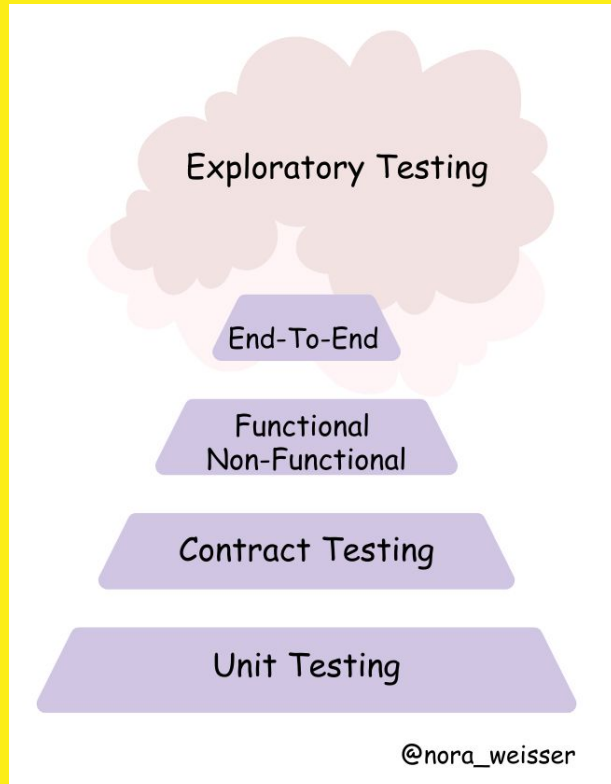 Exploratory Testing
End-To-End
Functional
Non-Functional
Contract Testing
Unit Testing
@nora_weisser